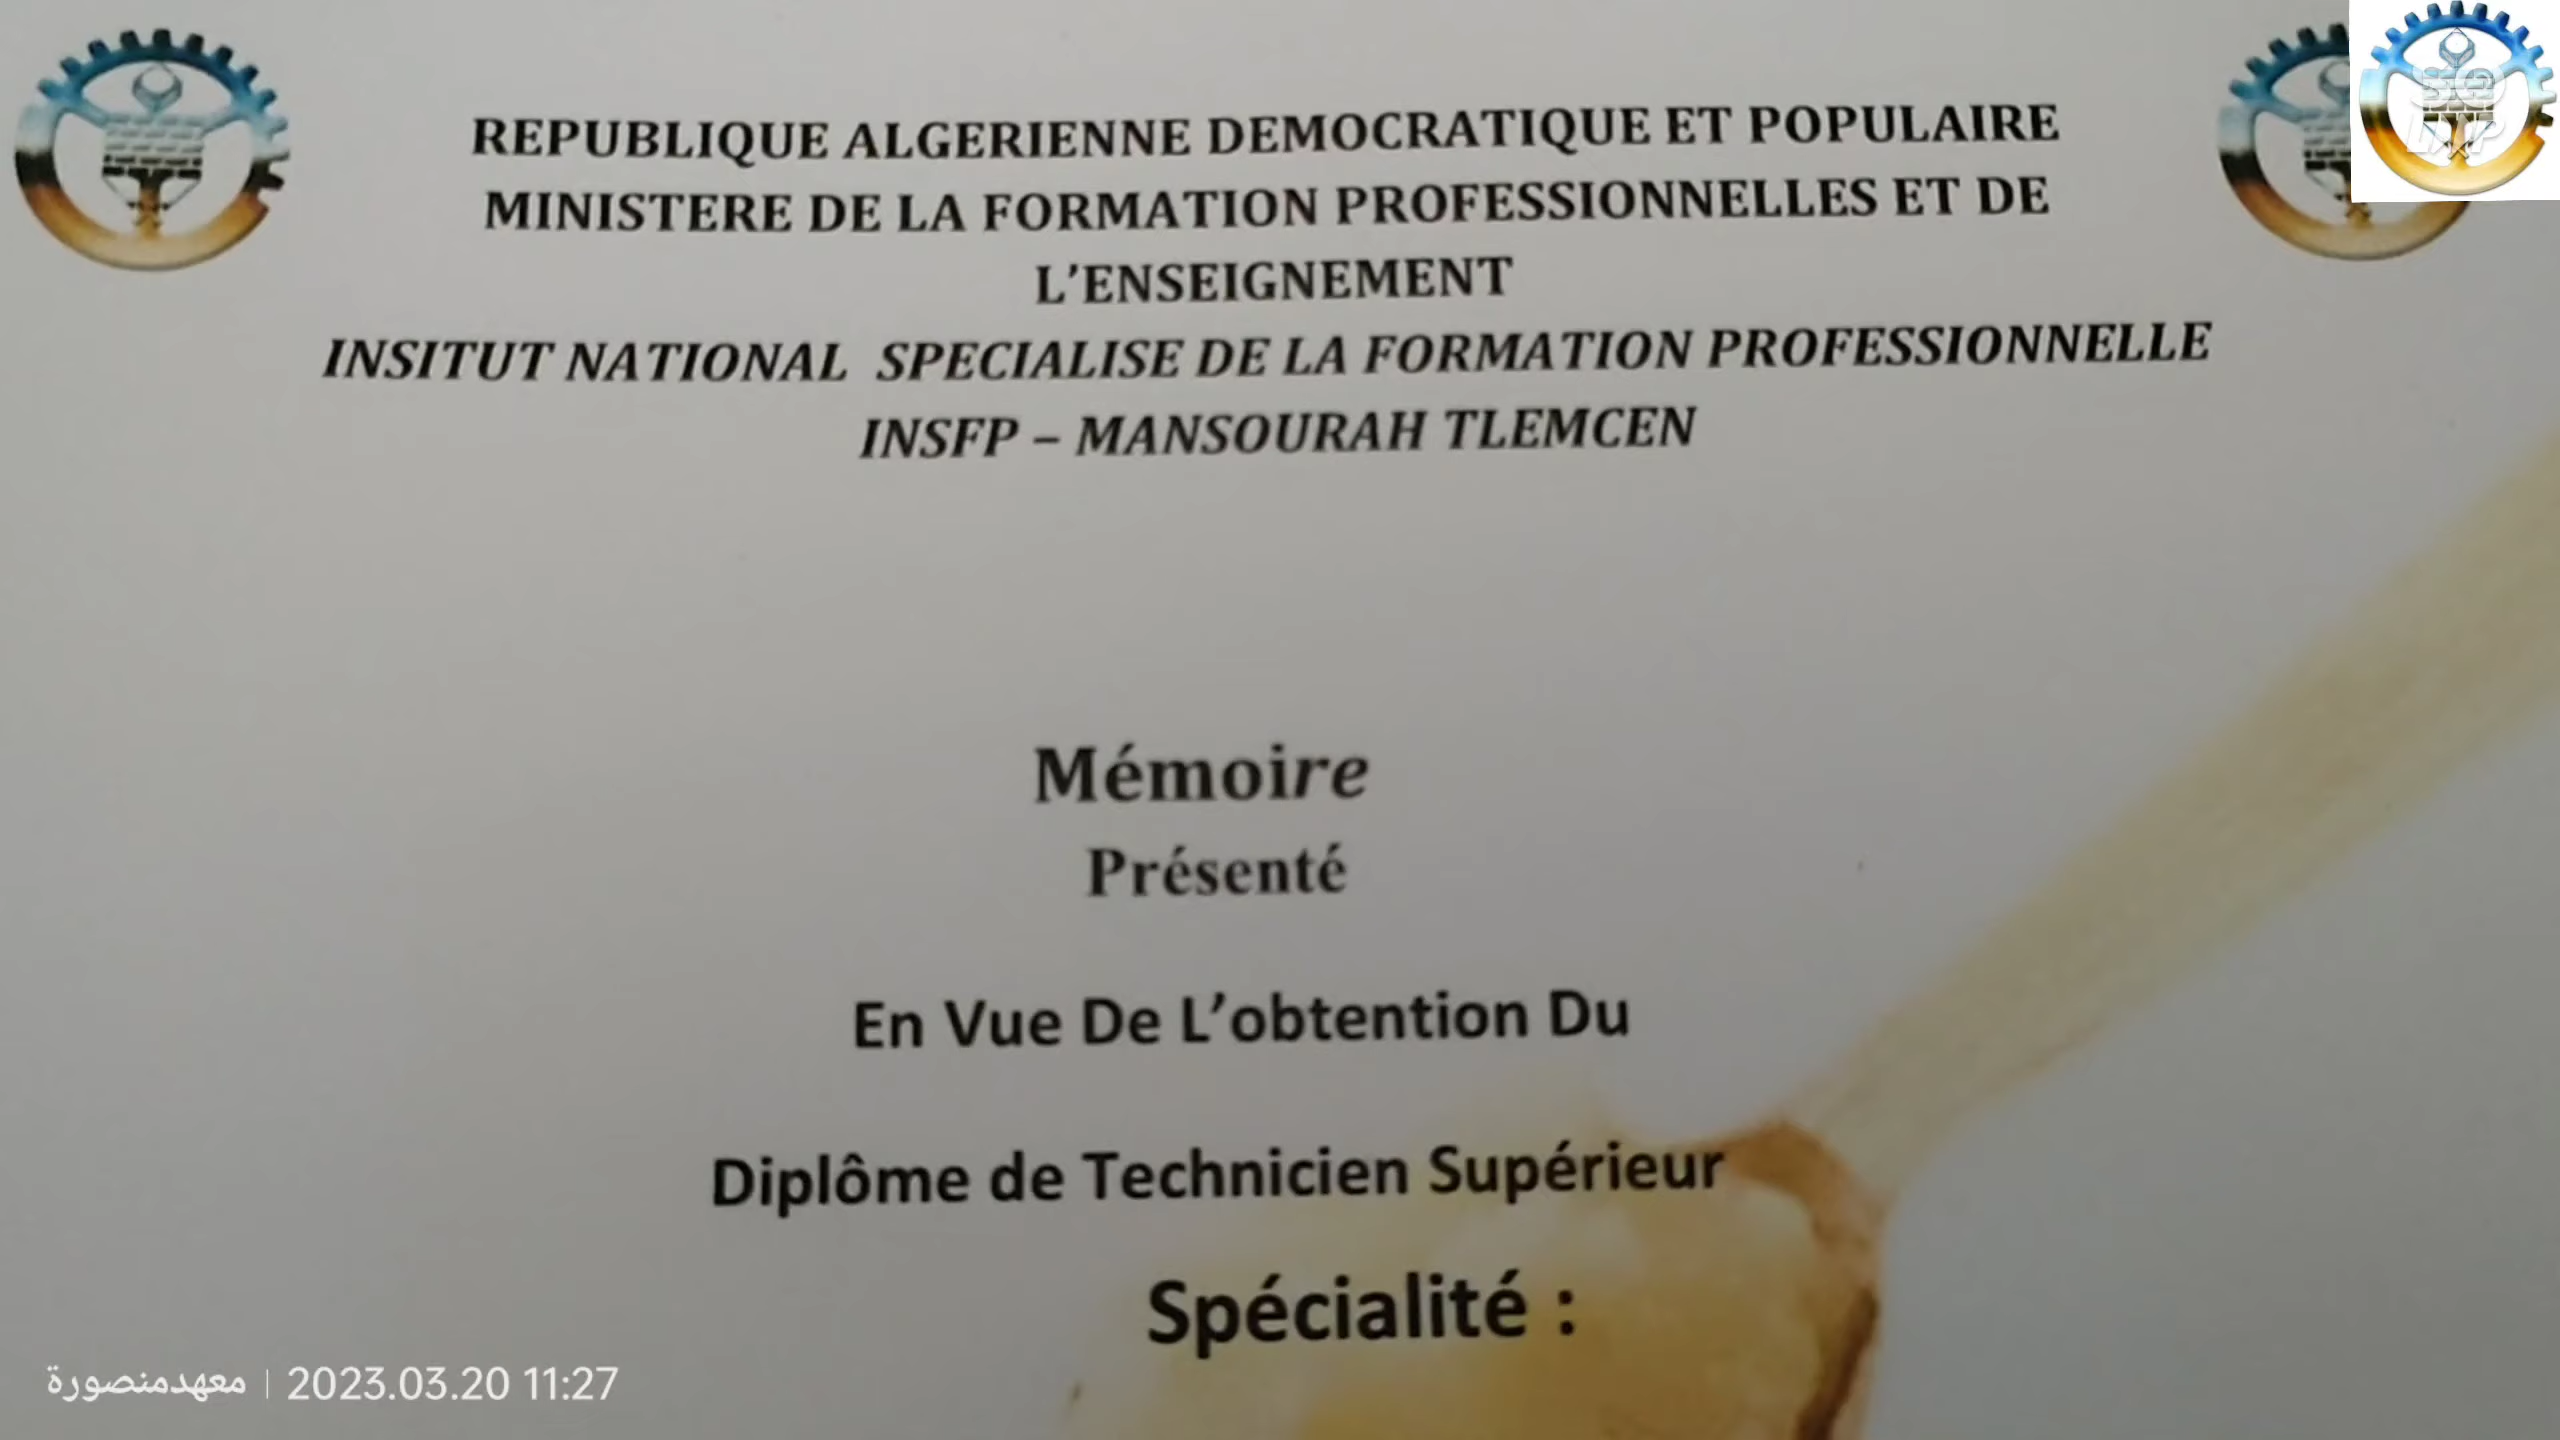 REPUBLIQUE ALGERIENNE DEMOCRATIQUE ET POPULAIRE
MINISTERE DE LA FORMATION PROFESSIONNELLES ET DE
L'ENSEIGNEMENT
INSITUT NATIONAL SPECIALISE DE LA FORMATION PROFESSIONNELLE
INSFP – MANSOURAH TLEMCEN
Mémoire
Présenté
En Vue De L'obtention Du
Diplôme de Technicien Supérieur
Spécialité :
معهدمنصورة | 2023.03.20 11:27